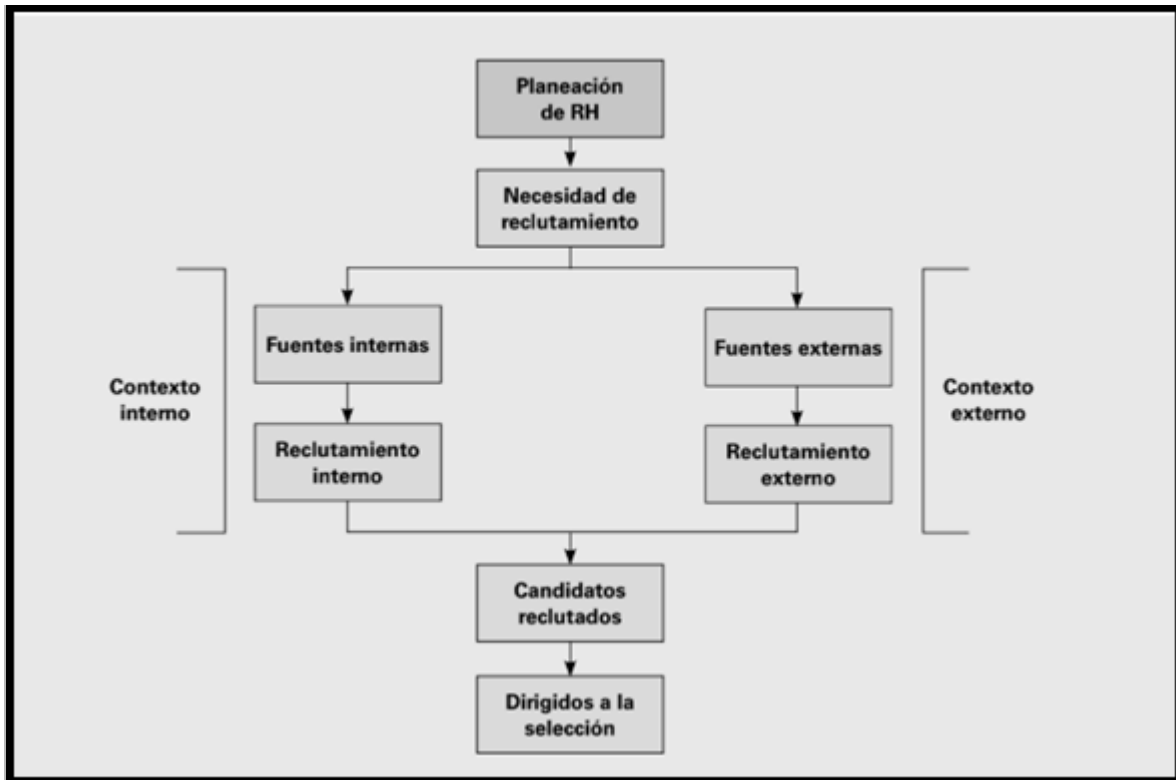 Planeación
de RH
Necesidad de
reclutamiento
Fuentes internas
Fuentes externas
Contexto
interno
Contexto
externo
Reclutamiento
interno
Reclutamiento
externo
Candidatos
reclutados
Dirigidos a la
selección